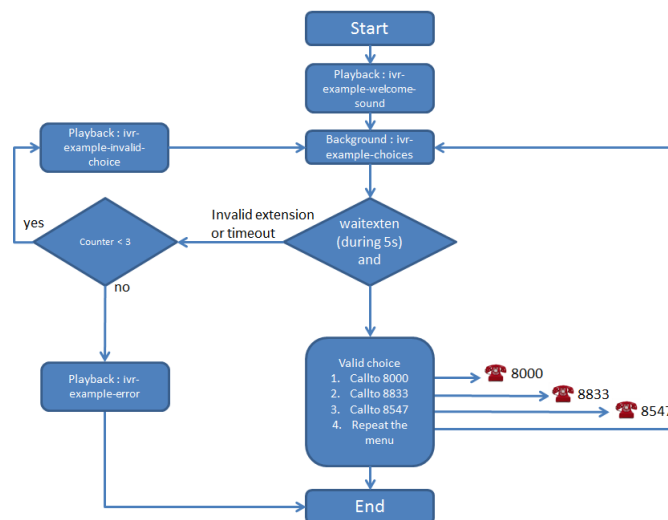 Start
Playback : ivr-
example-welcome-
sound
Playback : ivr-
example-invalid-
choice
Background : ivr-
example-choices
yes
Counter < 3
Invalid extension
or timeout
waitexten
(during 5s)
and
no
Valid choice
1. Callto 8000
2. Callto 8833
3. Callto 8547
4. Repeat the
menu
8000
8833
8547
Playback : ivr-
example-error
End